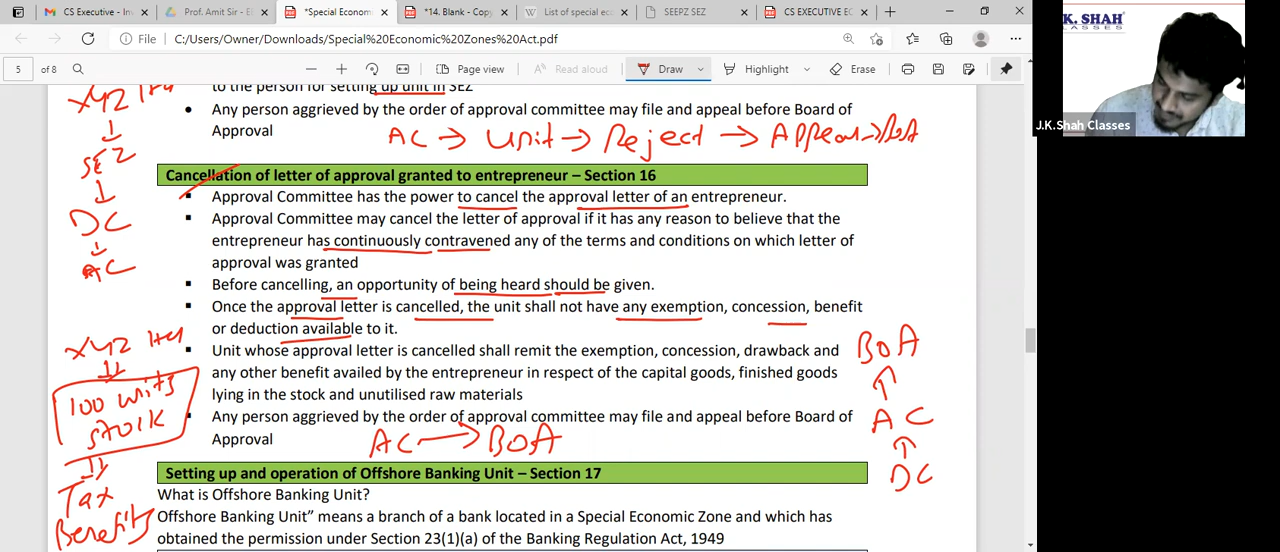 CS Executive - Inv
Prof. Amit Sir - El
*Special Econom
*14. Blank - Copy
List of special eco
SEEPZ SEZ
CS EXECUTIVE EC
File
C:/Users/Owner/Downloads/Special%20Economic%20Zones%20Act.pdf
5 of 8
Page view
Read aloud
Draw
Highlight
Erase
K. SHAH
CLASSES
J.K.Shah Classes
to the person for setting up unit in SEZ
Any person aggrieved by the order of approval committee may file and appeal before Board of
Approval
AC → Unit → Reject → Appeal → BoA
XYZ ltd
↓
SEZ
↓
DC
↓
AC
Cancellation of letter of approval granted to entrepreneur – Section 16
Approval Committee has the power to cancel the approval letter of an entrepreneur.
Approval Committee may cancel the letter of approval if it has any reason to believe that the
entrepreneur has continuously contravened any of the terms and conditions on which letter of
approval was granted
Before cancelling, an opportunity of being heard should be given.
Once the approval letter is cancelled, the unit shall not have any exemption, concession, benefit
or deduction available to it.
Unit whose approval letter is cancelled shall remit the exemption, concession, drawback and
any other benefit availed by the entrepreneur in respect of the capital goods, finished goods
lying in the stock and unutilised raw materials
Any person aggrieved by the order of approval committee may file and appeal before Board of
Approval
AC → BOA
XYZ ltd
100 units
stock
Tax
Benefits
BOA
↑
AC
↑
DC
Setting up and operation of Offshore Banking Unit – Section 17
What is Offshore Banking Unit?
Offshore Banking Unit” means a branch of a bank located in a Special Economic Zone and which has
obtained the permission under Section 23(1)(a) of the Banking Regulation Act, 1949